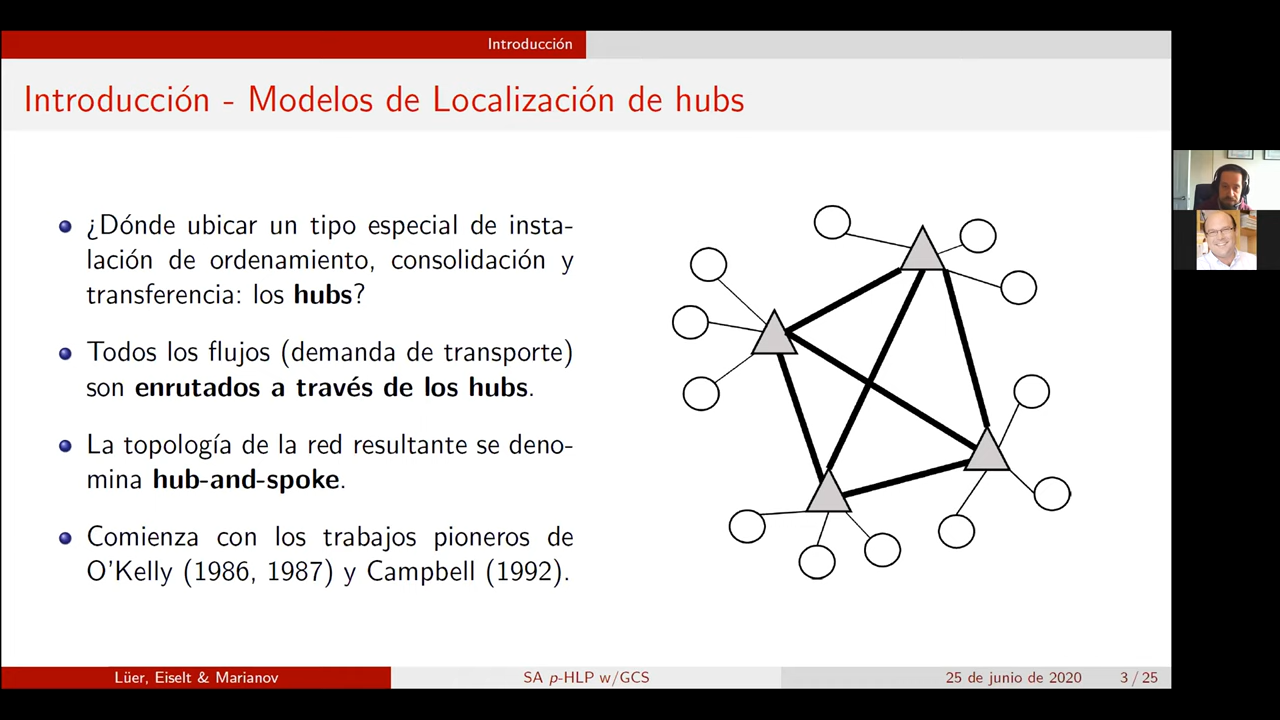 Introducción
Introducción - Modelos de Localización de hubs
¿Dónde ubicar un tipo especial de insta-
lación de ordenamiento, consolidación y
transferencia: los hubs?
Todos los flujos (demanda de transporte)
son enrutados a través de los hubs.
La topología de la red resultante se deno-
mina hub-and-spoke.
Comienza con los trabajos pioneros de
O'Kelly (1986, 1987) y Campbell (1992).
Lüer, Eiselt & Marianov
SA p-HLP w/GCS
25 de junio de 2020
3 / 25